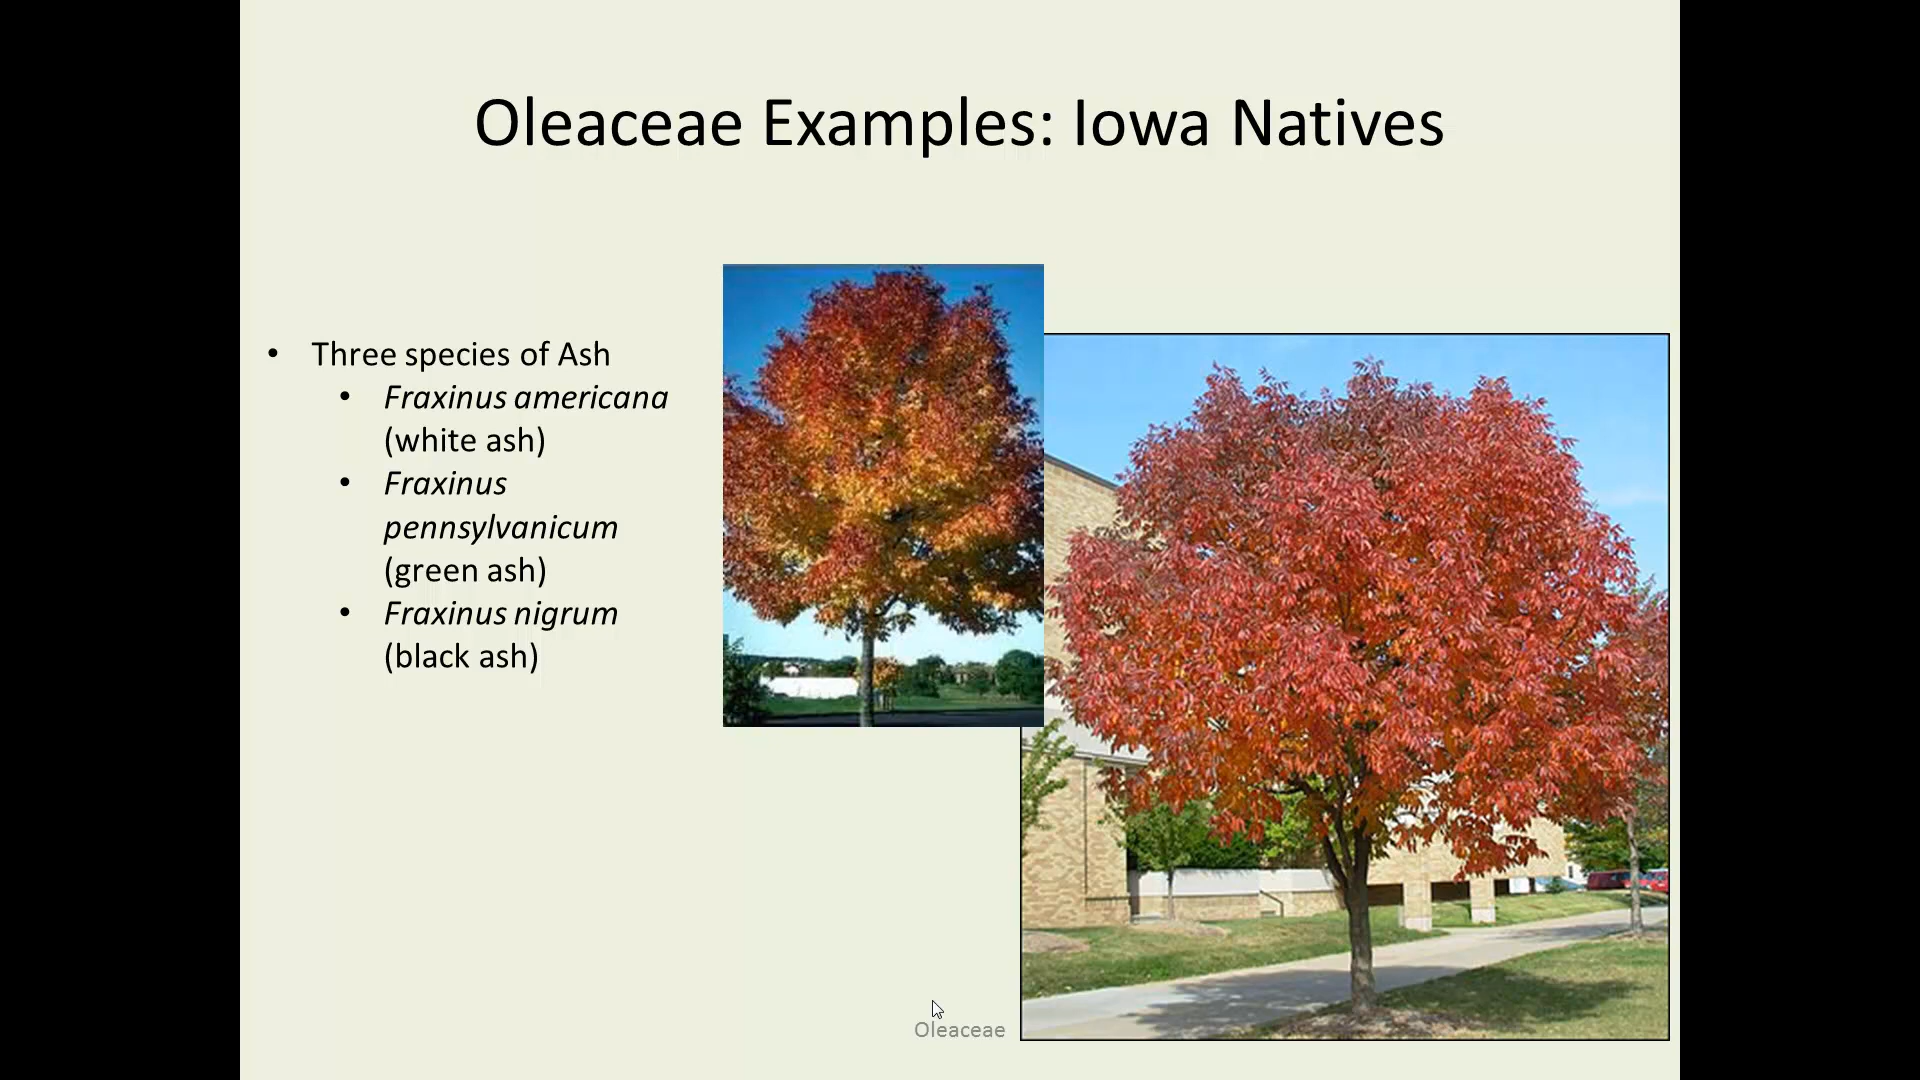 Oleaceae Examples: Iowa Natives
• Three species of Ash
• Fraxinus americana
(white ash)
• Fraxinus
pennsylvanicum
(green ash)
• Fraxinus nigrum
(black ash)
Oleaceae